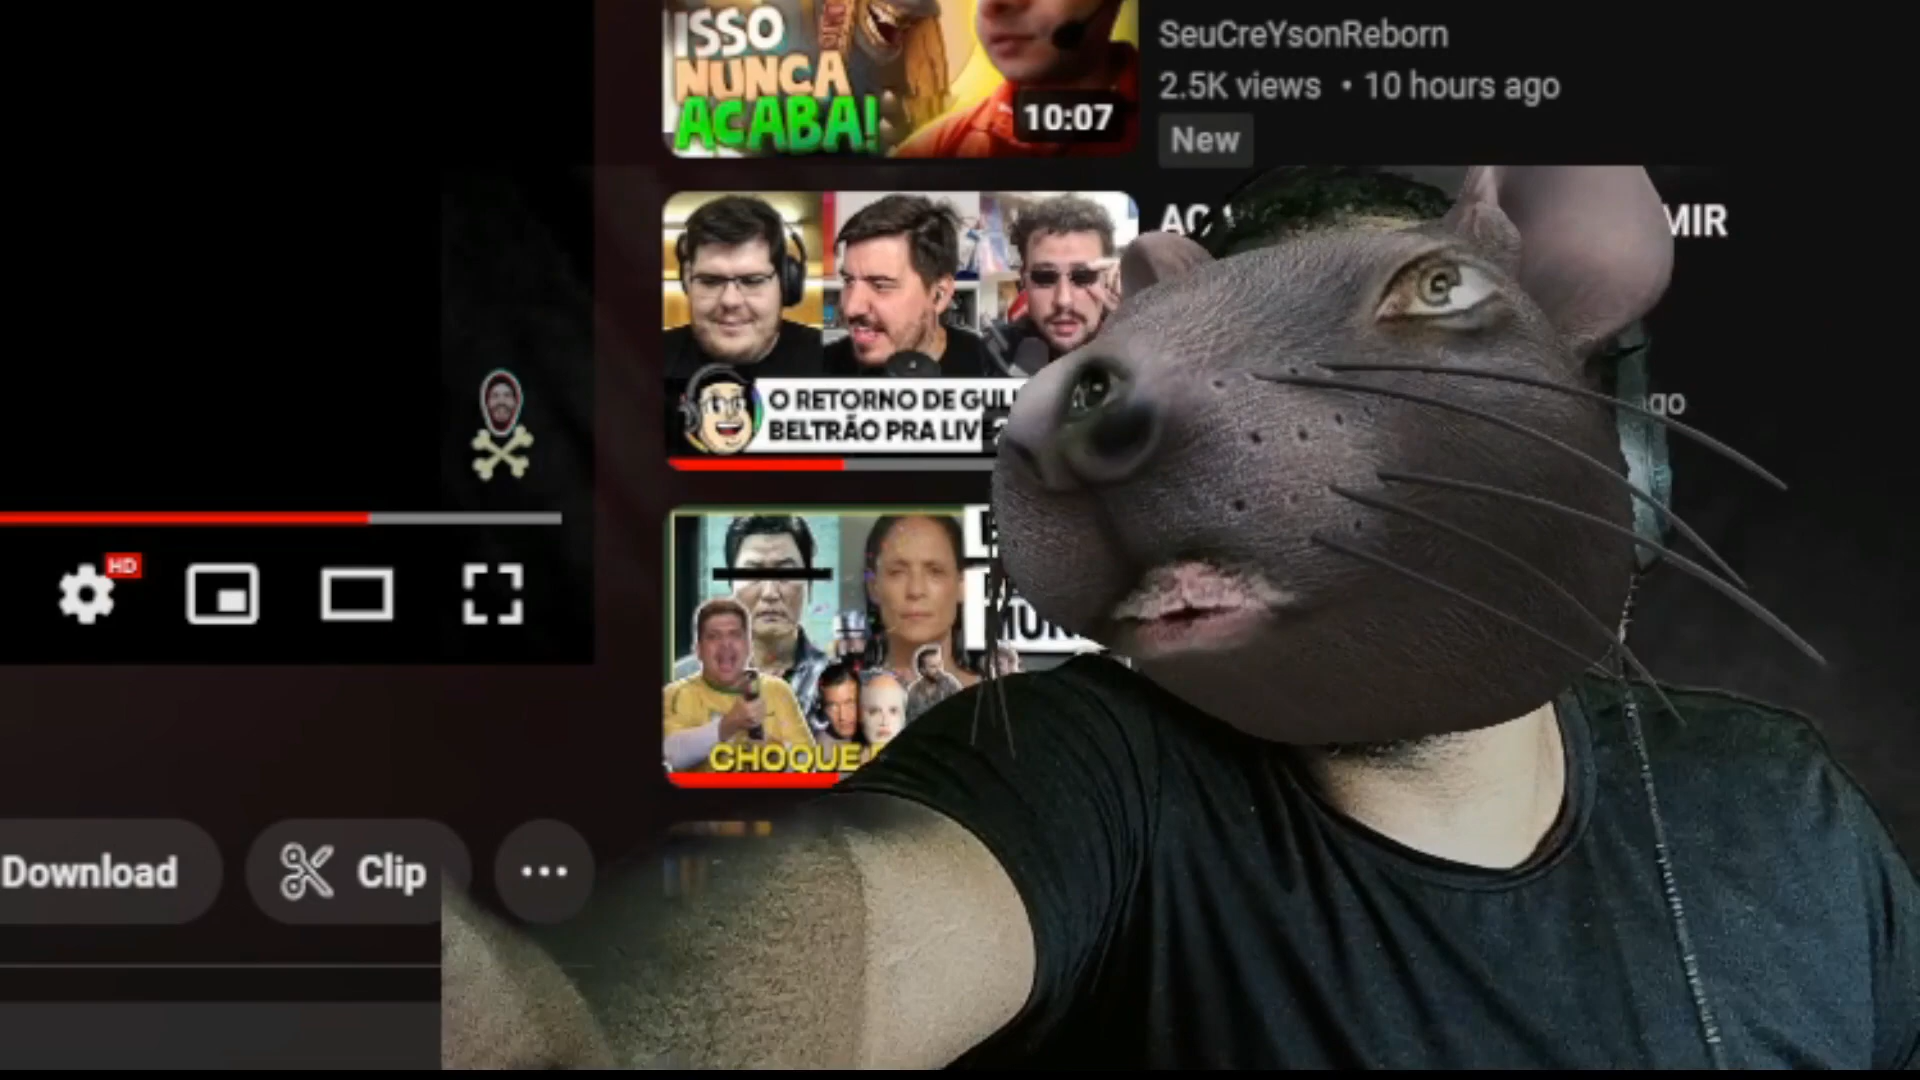 ISSO
NUNCA
ACABA!
10:07
SeuCreYsonReborn
2.5K views • 10 hours ago
New
MIR
O RETORNO DE
BELTRÃO PRA LIVE
ago
CHOQUE
HD
Download
Clip